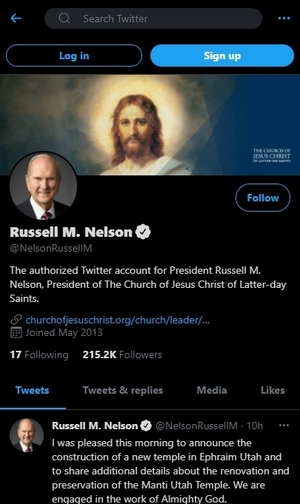 Search Twitter
Log in
Sign up
THE CHURCH OF
JESUS CHRIST
OF LATTER-DAY SAINTS
Follow
Russell M. Nelson
@NelsonRussellM
The authorized Twitter account for President Russell M.
Nelson, President of The Church of Jesus Christ of Latter-day
Saints.
churchofjesuschrist.org/church/leader/...
Joined May 2013
17 Following 215.2K Followers
Tweets Tweets & replies Media Likes
Russell M. Nelson @NelsonRussellM · 10h
I was pleased this morning to announce the
construction of a new temple in Ephraim Utah and
to share additional details about the renovation and
preservation of the Manti Utah Temple. We are
engaged in the work of Almighty God.